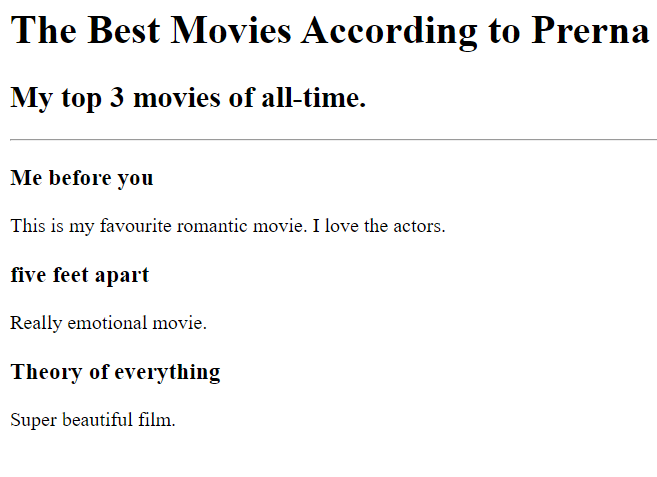 The Best Movies According to Prerna
My top 3 movies of all-time.
Me before you
This is my favourite romantic movie. I love the actors.
five feet apart
Really emotional movie.
Theory of everything
Super beautiful film.